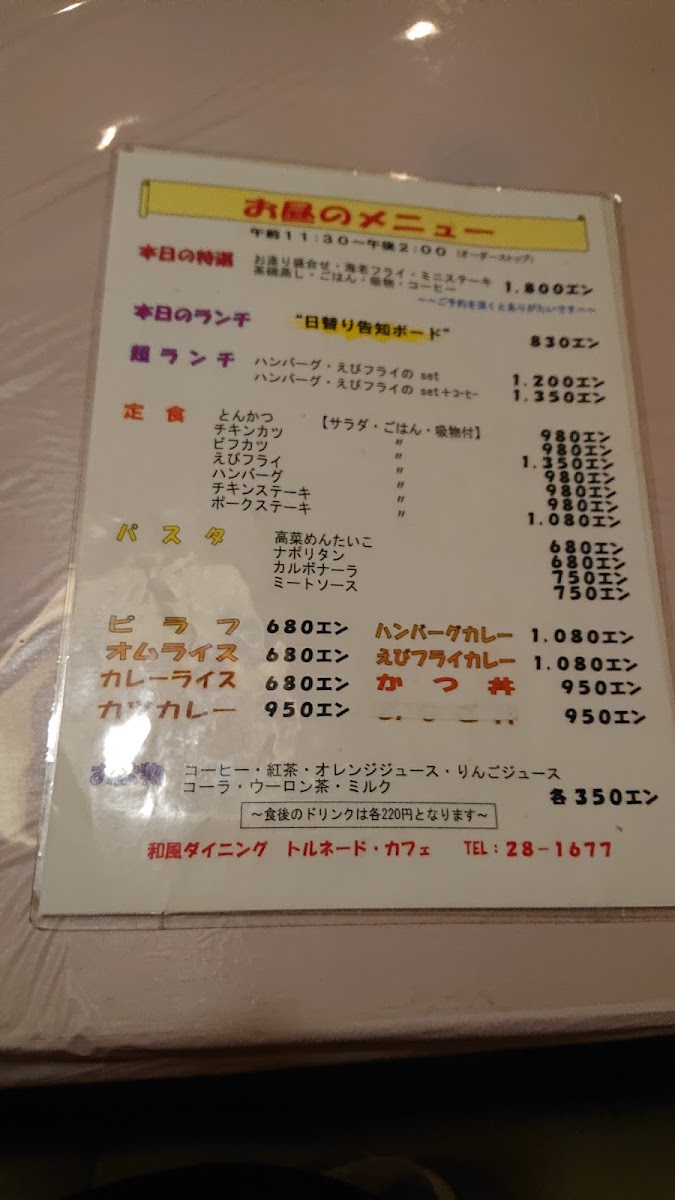 お昼のメニュー
午前11:30〜午後2:00 (オーダーストップ)
本日の特選 お造り盛合せ・海老フライ・ミニステーキ
茶碗蒸し・ごはん・吸物・コーヒー 1.800エン
〜〜ご予約を頂くとありがたいです〜〜
本日のランチ "日替り告知ボード" 830エン
麺ランチ ハンバーグ・えびフライの set 1.200エン
ハンバーグ・えびフライの set+ｺｰﾋｰ 1.350エン
定食 とんかつ 【サラダ・ごはん・吸物付】 980エン
チキンカツ 〃 980エン
ビフカツ 〃 1.350エン
えびフライ 〃 980エン
ハンバーグ 〃 980エン
チキンステーキ 〃 980エン
ポークステーキ 〃 1.080エン
パスタ 高菜めんたいこ 680エン
ナポリタン 680エン
カルボナーラ 750エン
ミートソース 750エン
ピラフ 680エン ハンバーグカレー 1.080エン
オムライス 680エン えびフライカレー 1.080エン
カレーライス 680エン かつ丼 950エン
カツカレー 950エン 950エン
コーヒー・紅茶・オレンジジュース・りんごジュース
コーラ・ウーロン茶・ミルク 各350エン
〜食後のドリンクは各220円となります〜
和風ダイニング トルネード・カフェ TEL:28-1677